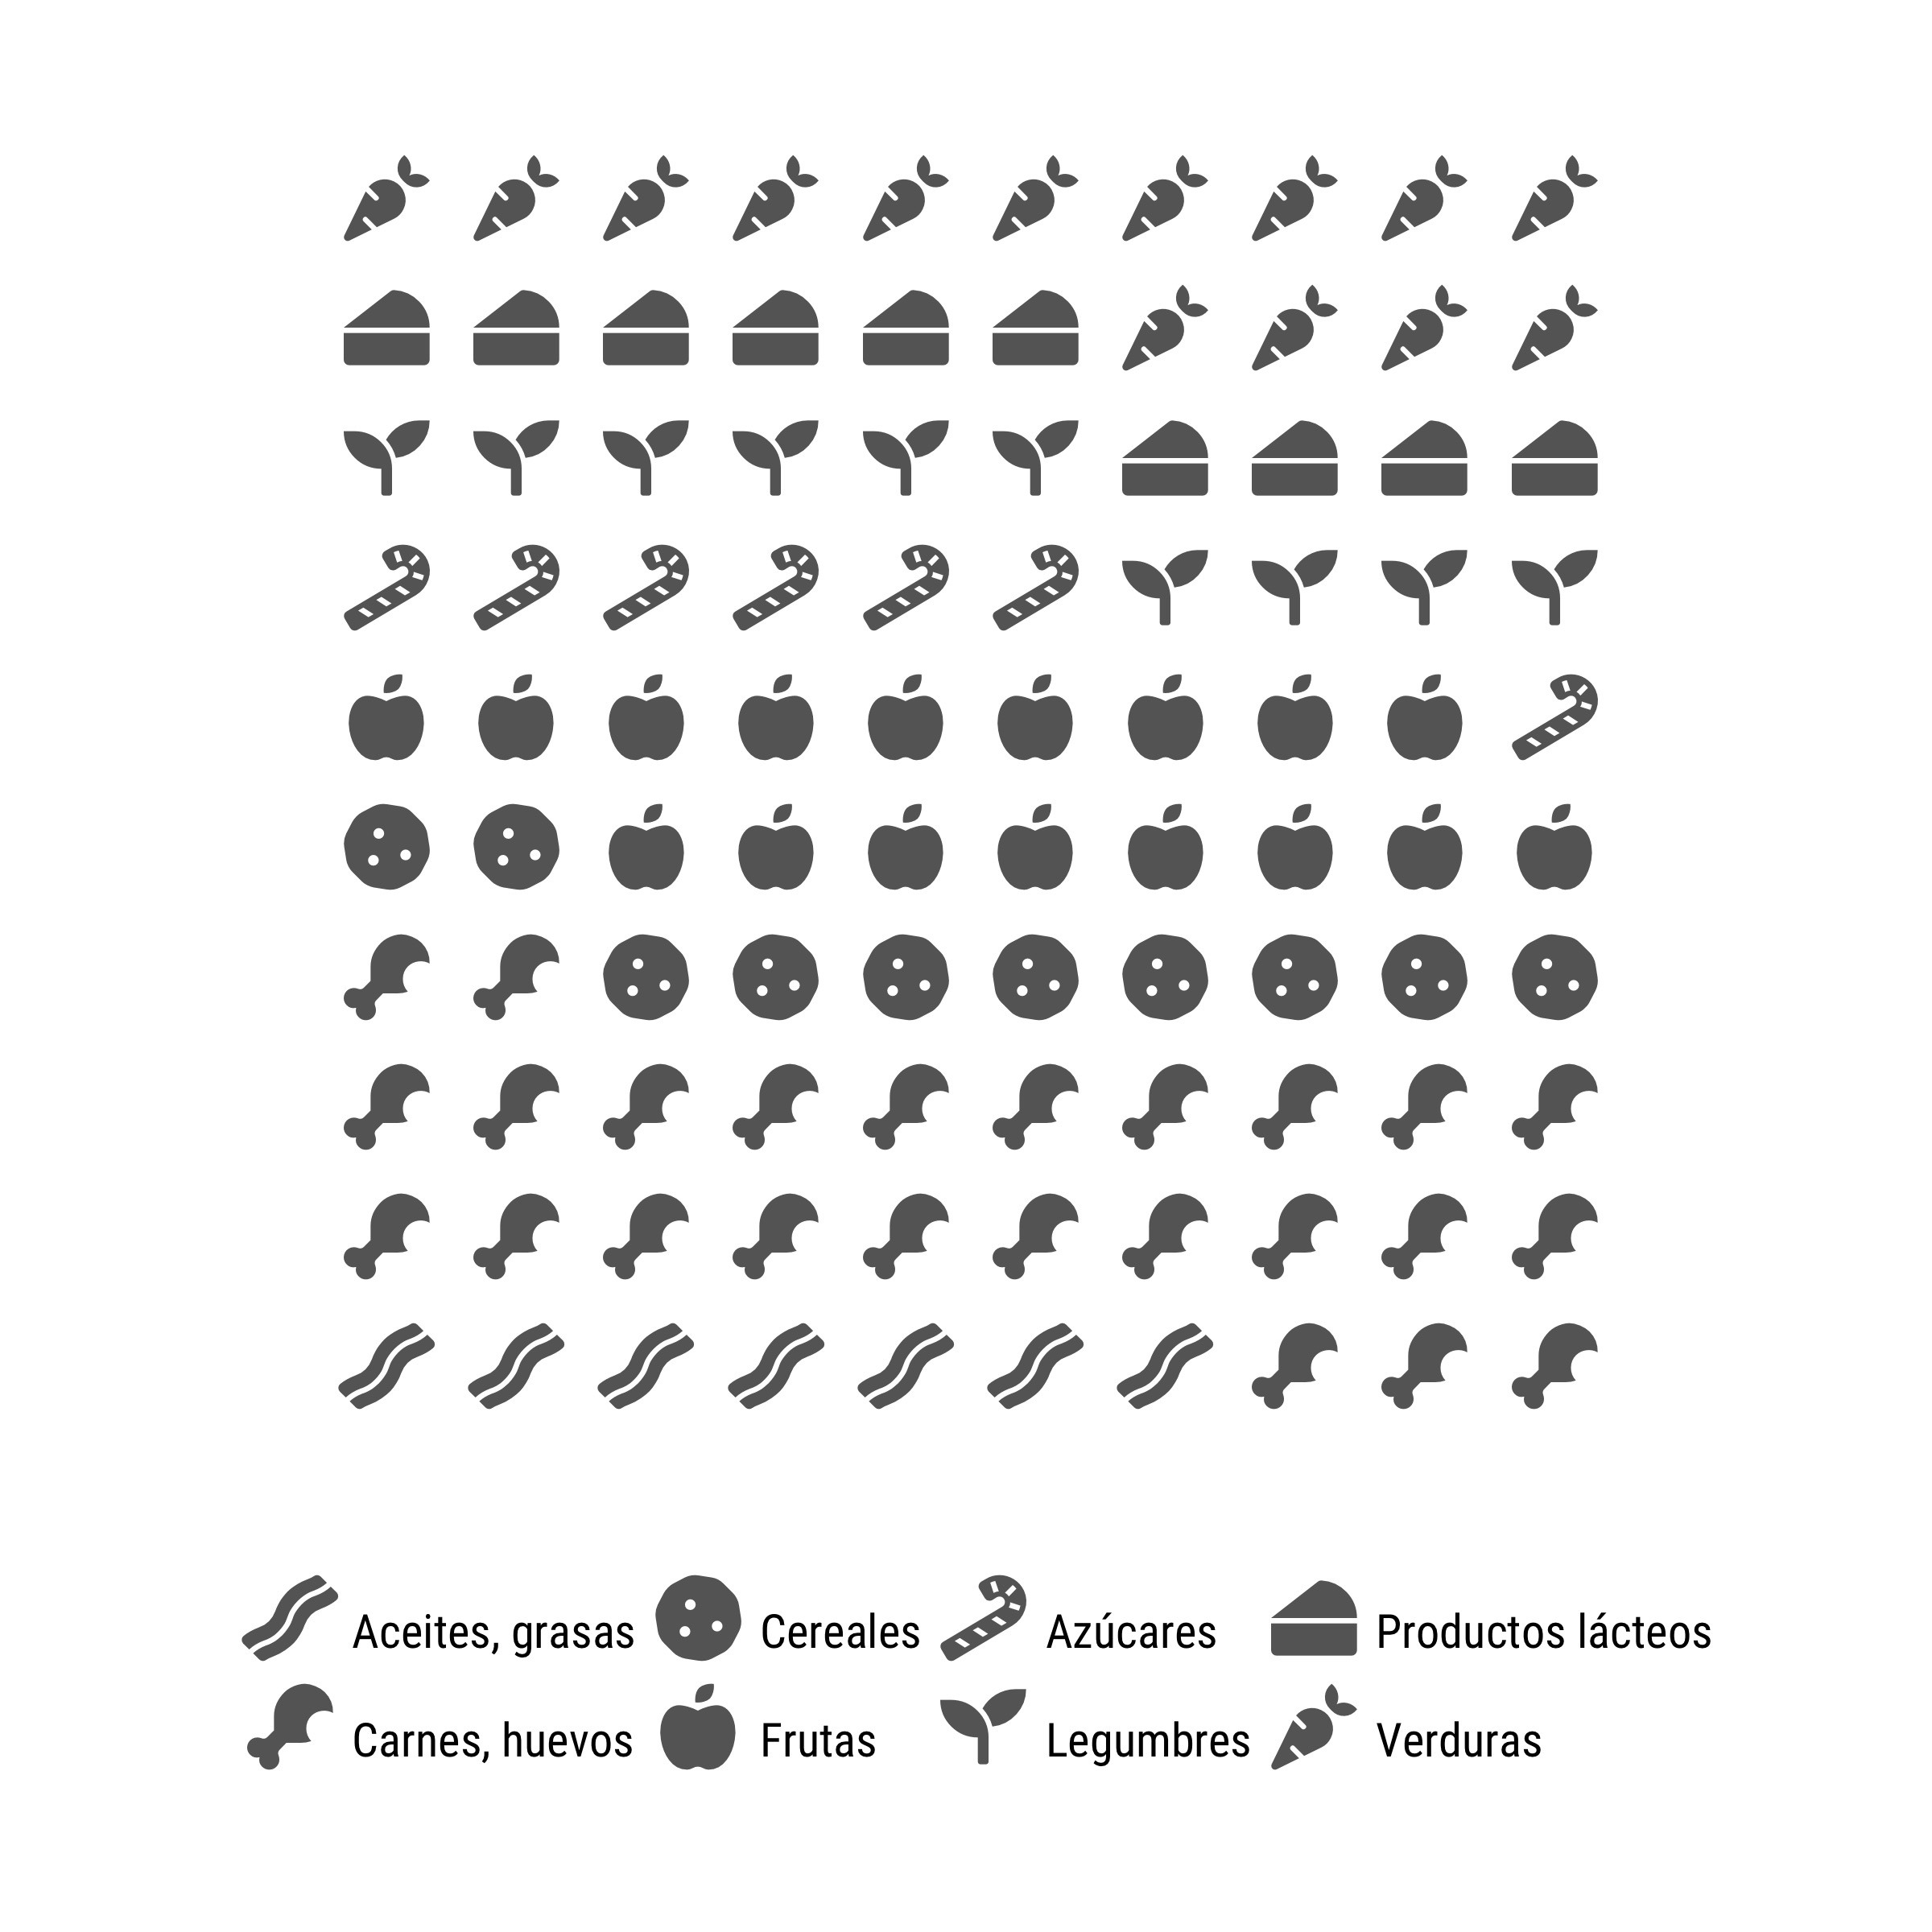 Aceites, grasas Cereales Azúcares Productos lácteos
Carnes, huevos Frutas Legumbres Verduras